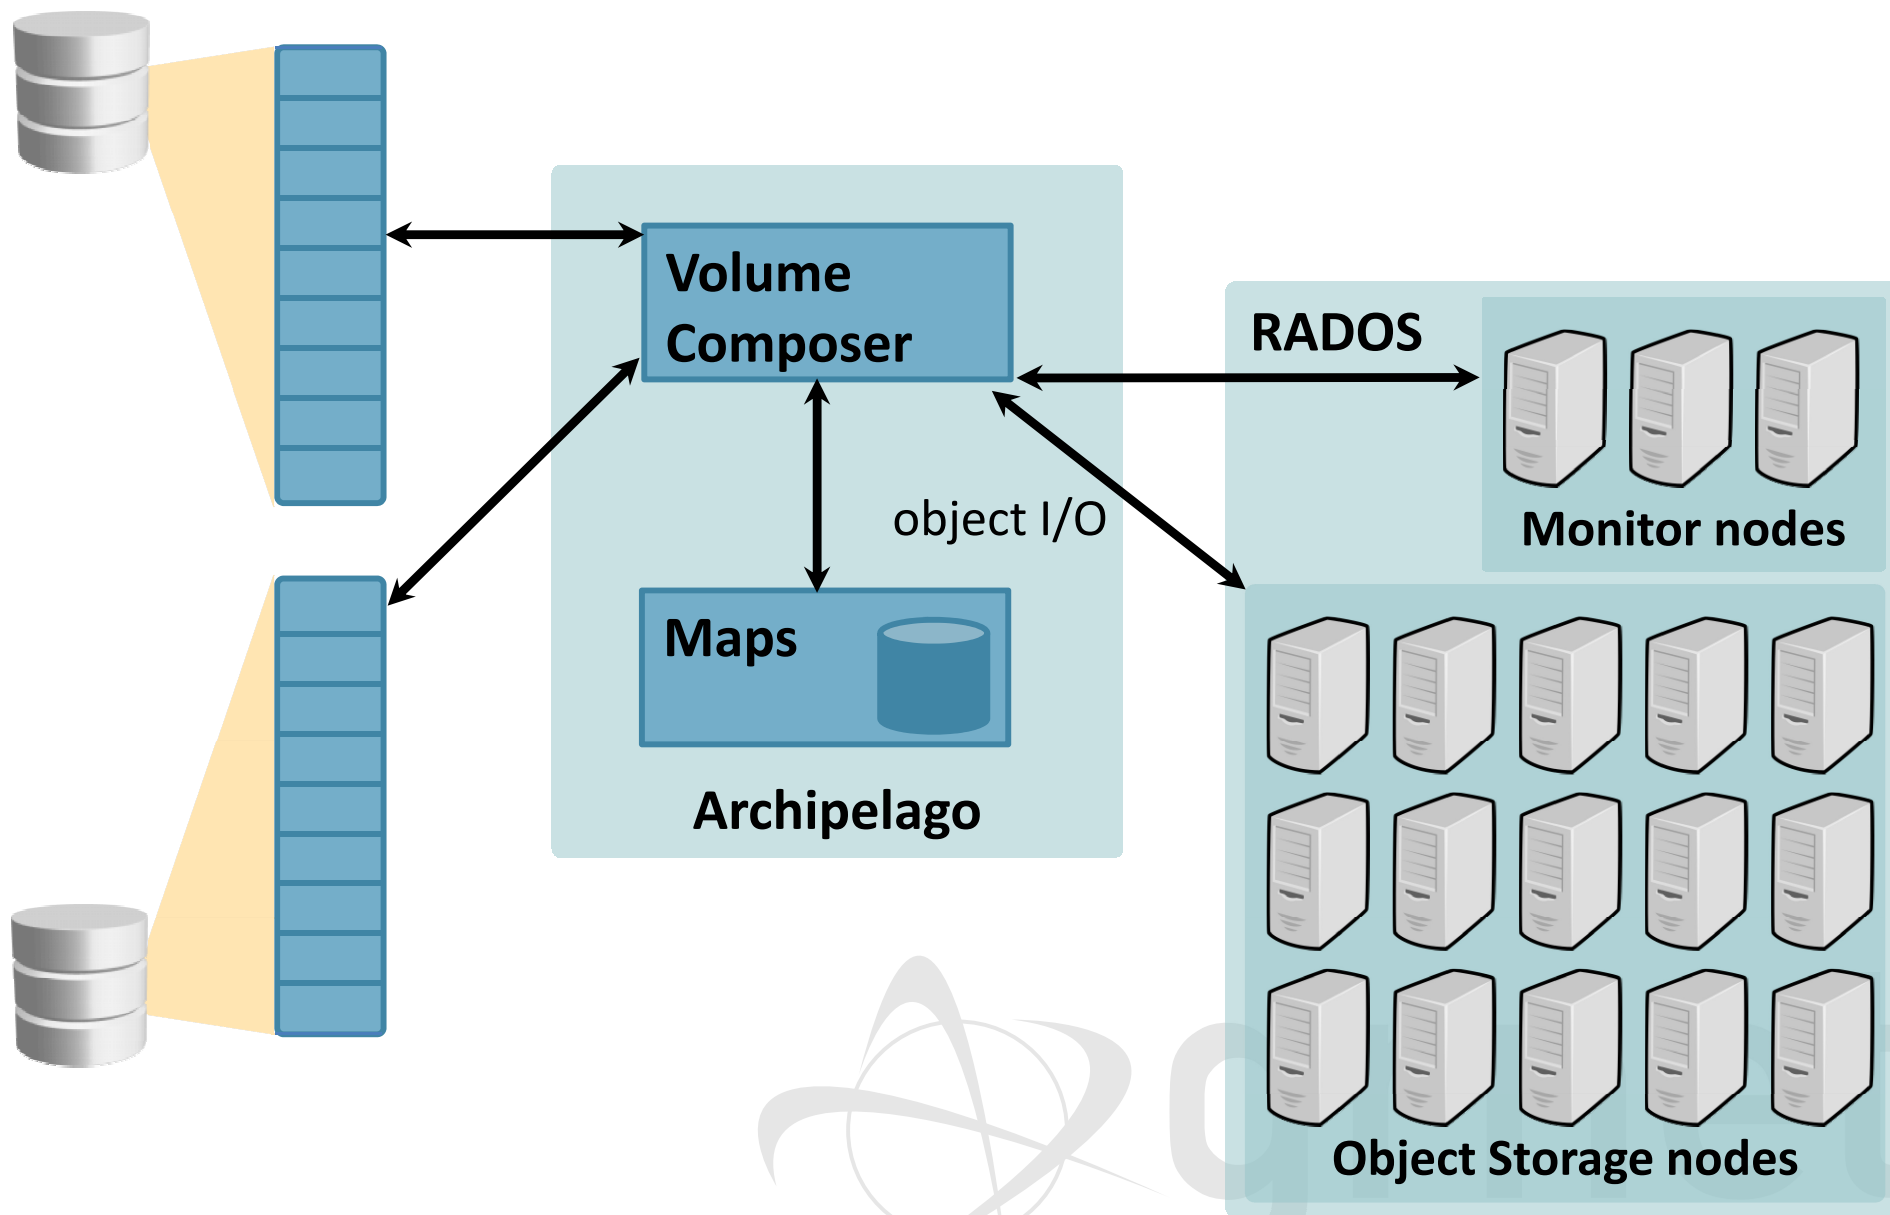 Volume
Composer
RADOS
Monitor nodes
object I/O
Maps
Archipelago
Object Storage nodes